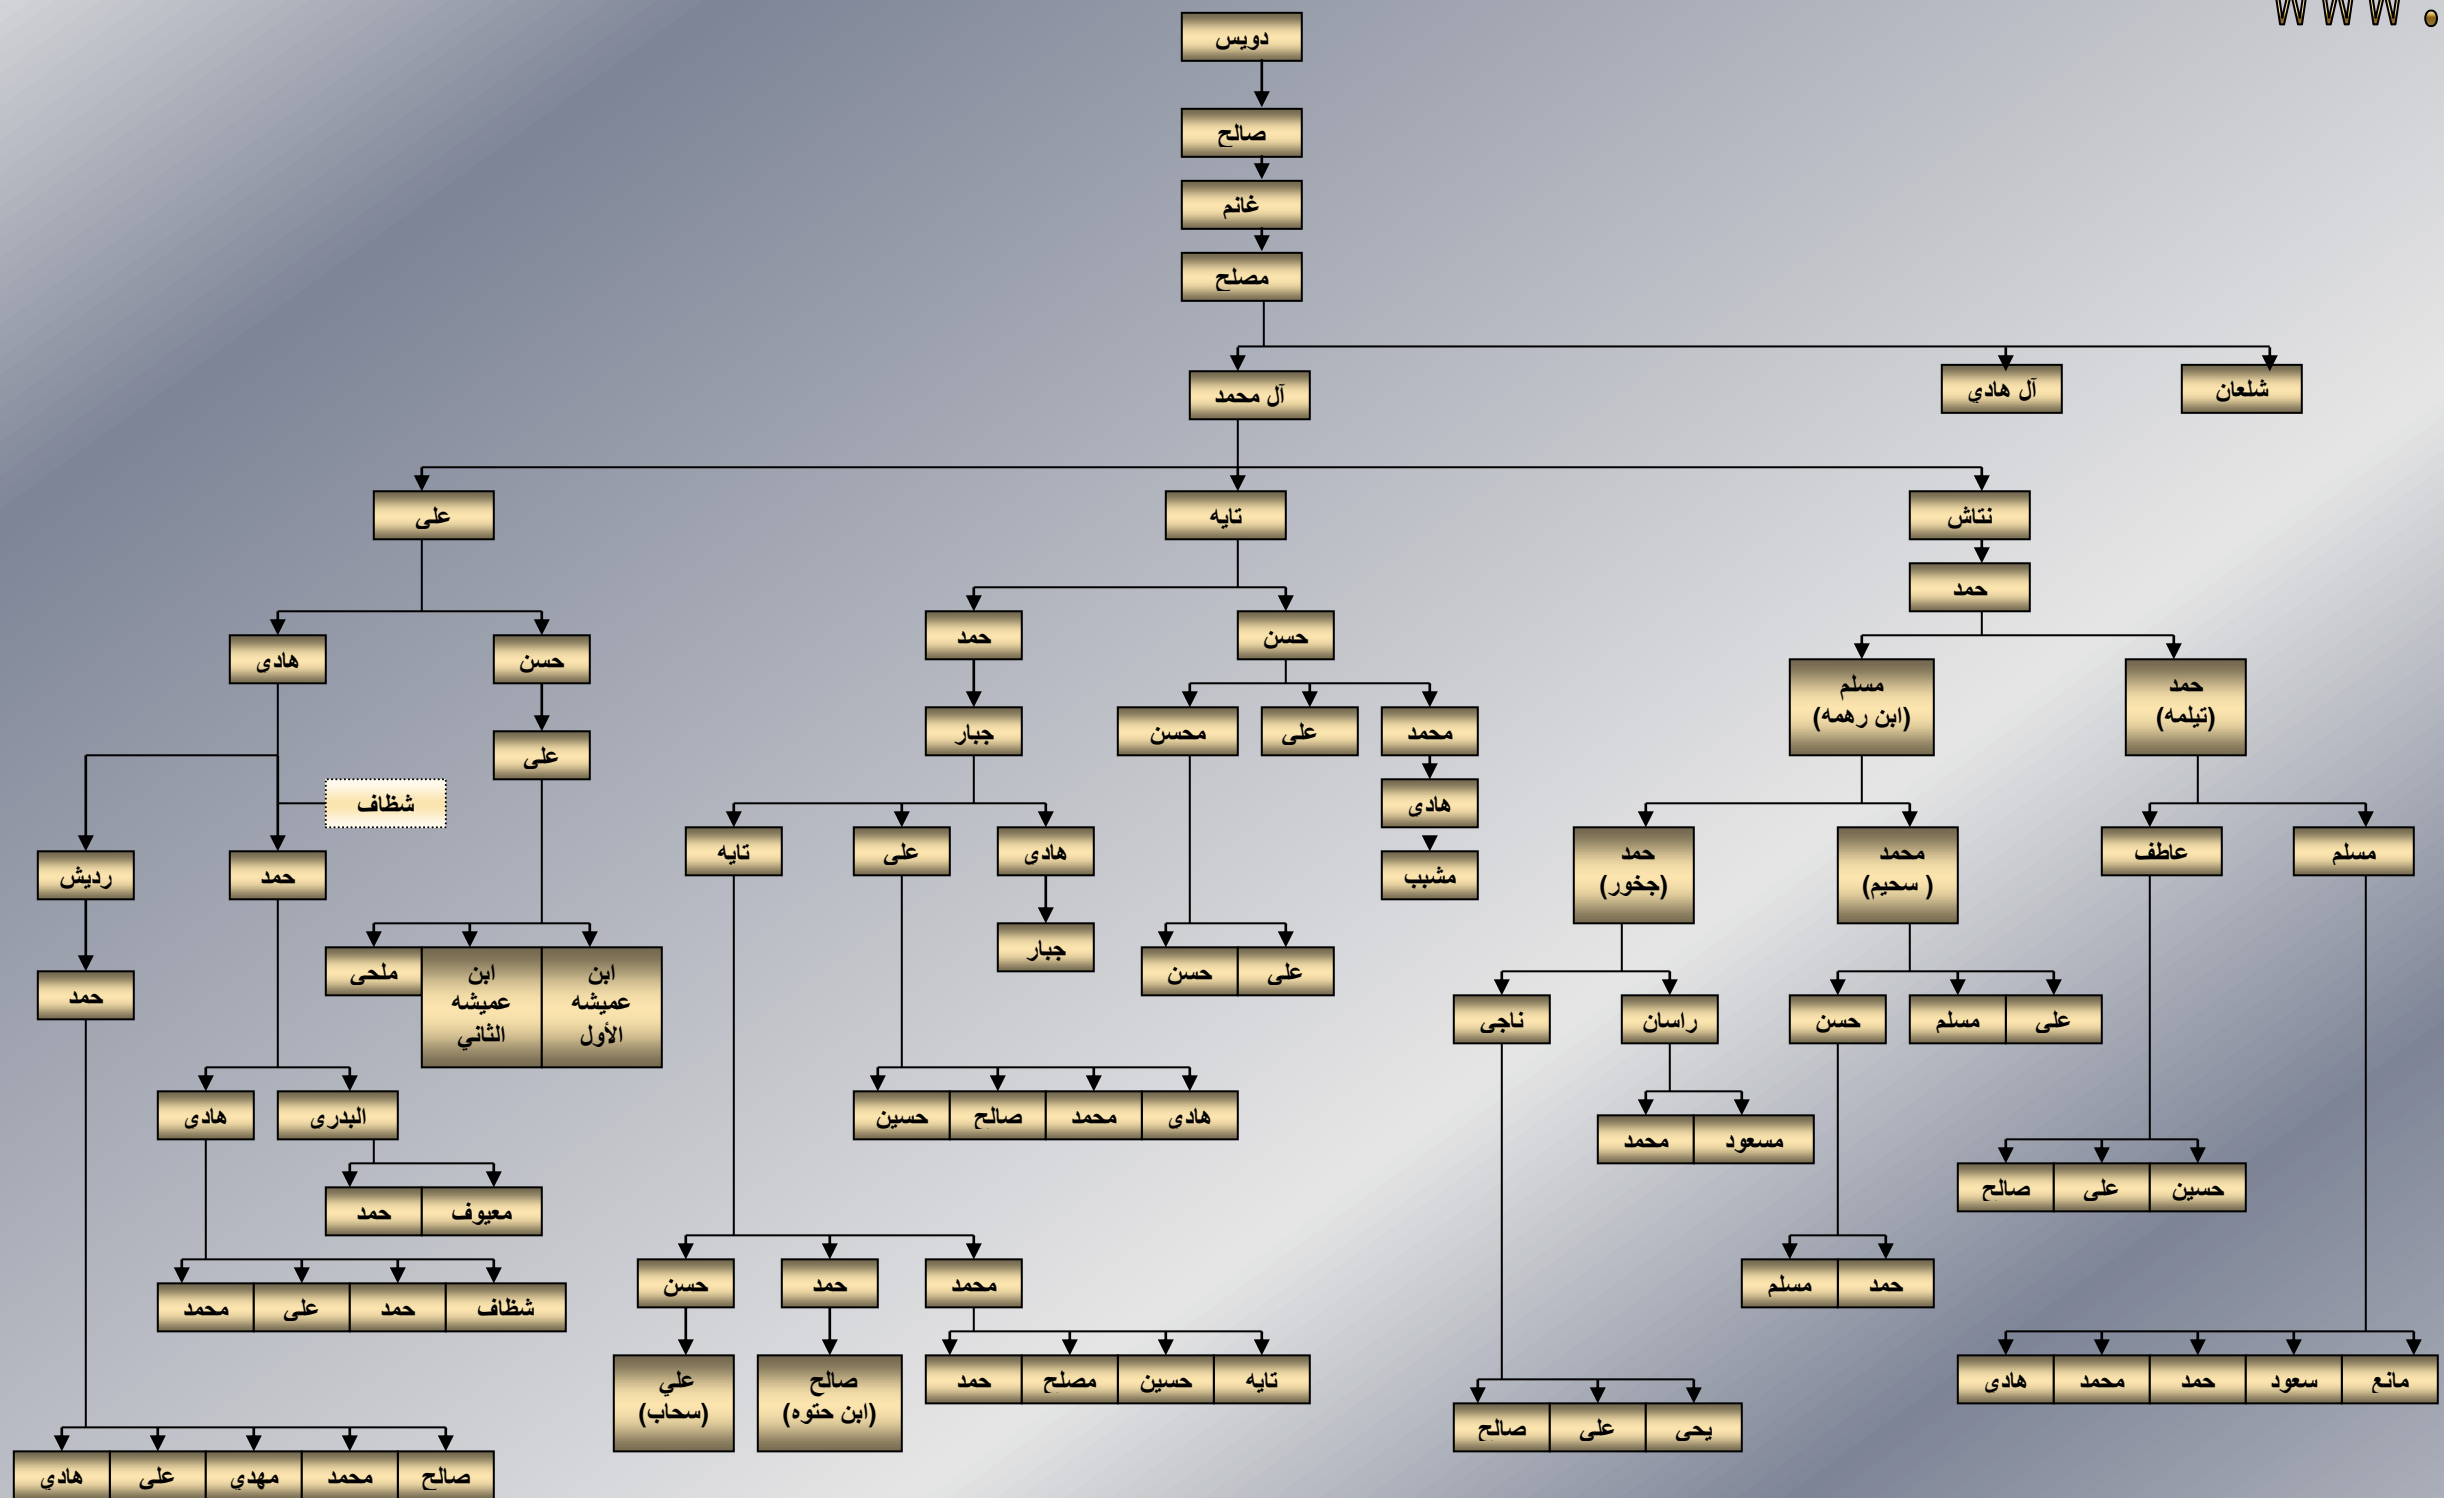 www.
دويس
صالح
غانم
مصلح
شلعان
آل هادي
آل محمد
نتاش
تايه
على
حمد
حسن
حمد
حسن
هادى
حمد
(تيلمه)
مسلم
(ابن رهمه)
محمد
على
محسن
جبار
على
هادى
شظاف
مسلم
عاطف
محمد
( سحيم)
حمد
(جخور)
مشبب
هادى
على
تايه
حمد
رديش
جبار
على
حسن
ابن
عميشه
الأول
ابن
عميشه
الثاني
ملحى
حمد
على
مسلم
حسن
راسان
ناجى
هادى
محمد
صالح
حسين
البدرى
هادى
مسعود
محمد
حسين
على
صالح
معيوف
حمد
حمد
مسلم
محمد
حمد
حسن
شظاف
حمد
على
محمد
مانع
سعود
حمد
محمد
هادى
تايه
حسين
مصلح
حمد
صالح
(ابن حتوه)
علي
(سحاب)
يحى
على
صالح
صالح
محمد
مهدي
على
هادي